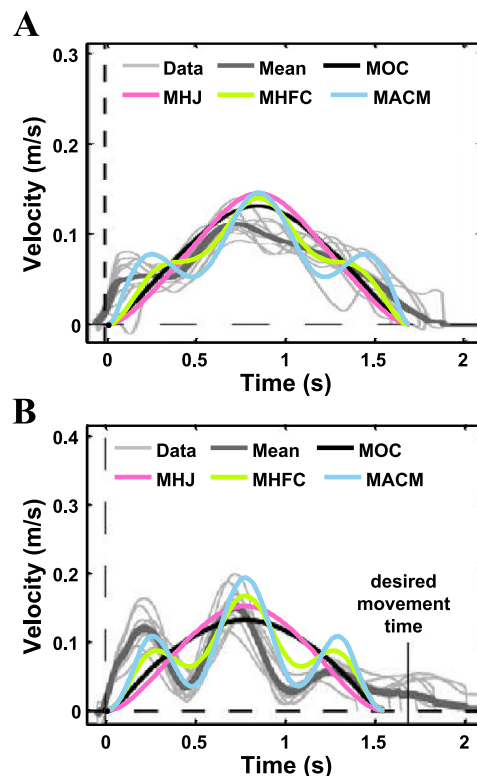 A
0.3
Data Mean MOC
MHJ MHFC MACM
0.2
Velocity (m/s)
0.1
0
0 0.5 1 1.5 2
Time (s)
B
0.4
Data Mean MOC
MHJ MHFC MACM
0.3
Velocity (m/s)
0.2
desired
movement
time
0.1
0
0 0.5 1 1.5 2
Time (s)